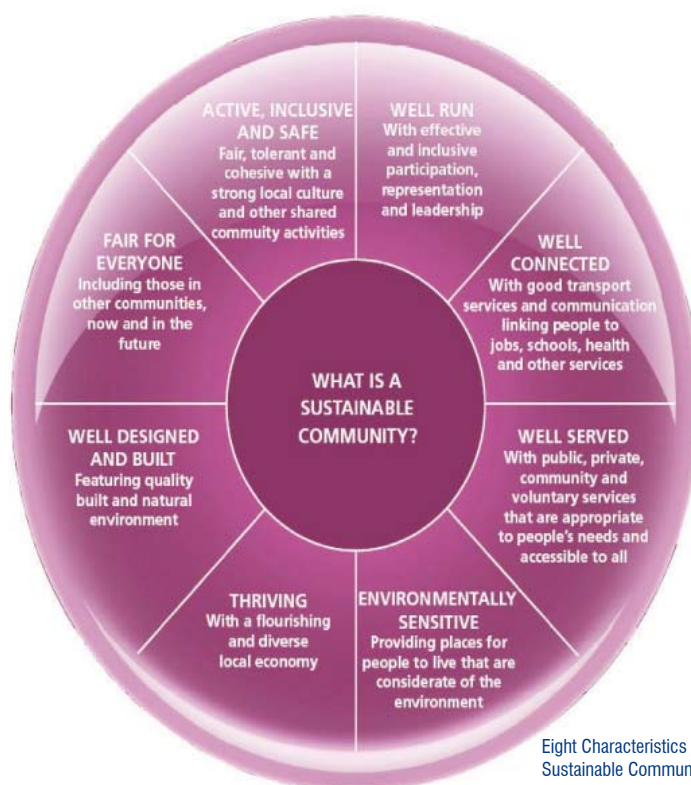 ACTIVE, INCLUSIVE
AND SAFE
Fair, tolerant and
cohesive with a
strong local culture
and other shared
commuity activities
WELL RUN
With effective
and inclusive
participation,
representation
and leadership
WELL
CONNECTED
With good transport
services and communication
linking people to
jobs, schools, health
and other services
WELL SERVED
With public, private,
community and
voluntary services
that are appropriate
to people's needs and
accessible to all
ENVIRONMENTALLY
SENSITIVE
Providing places for
people to live that are
considerate of the
environment
THRIVING
With a flourishing
and diverse
local economy
WELL DESIGNED
AND BUILT
Featuring quality
built and natural
environment
FAIR FOR
EVERYONE
Including those in
other communities,
now and in the
future
WHAT IS A
SUSTAINABLE
COMMUNITY?
Eight Characteristics
Sustainable Commun